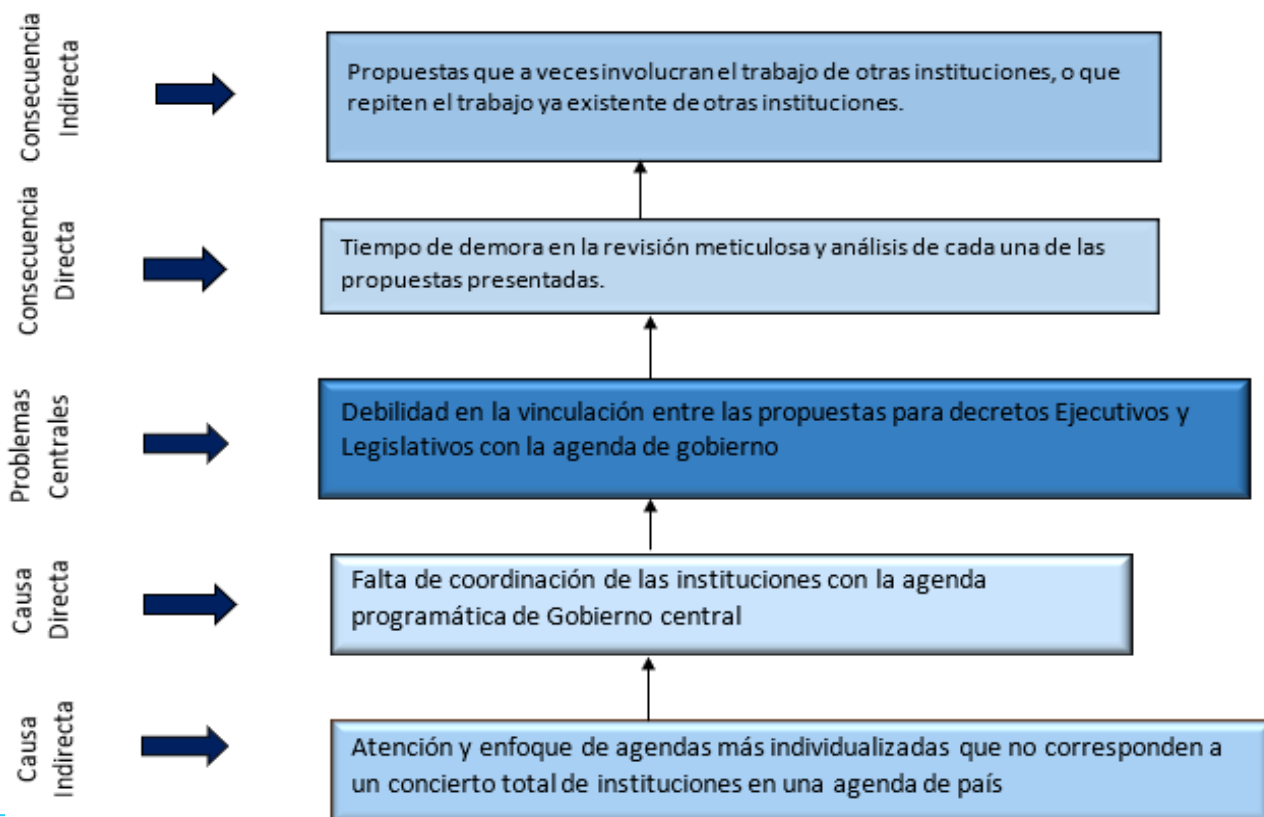 Consecuencia
Indirecta
Propuestas que a veces involucran el trabajo de otras instituciones, o que
repiten el trabajo ya existente de otras instituciones.
Consecuencia
Directa
Tiempo de demora en la revisión meticulosa y análisis de cada una de las
propuestas presentadas.
Problemas
Centrales
Debilidad en la vinculación entre las propuestas para decretos Ejecutivos y
Legislativos con la agenda de gobierno
Causa
Directa
Falta de coordinación de las instituciones con la agenda
programática de Gobierno central
Causa
Indirecta
Atención y enfoque de agendas más individualizadas que no corresponden a
un concierto total de instituciones en una agenda de país